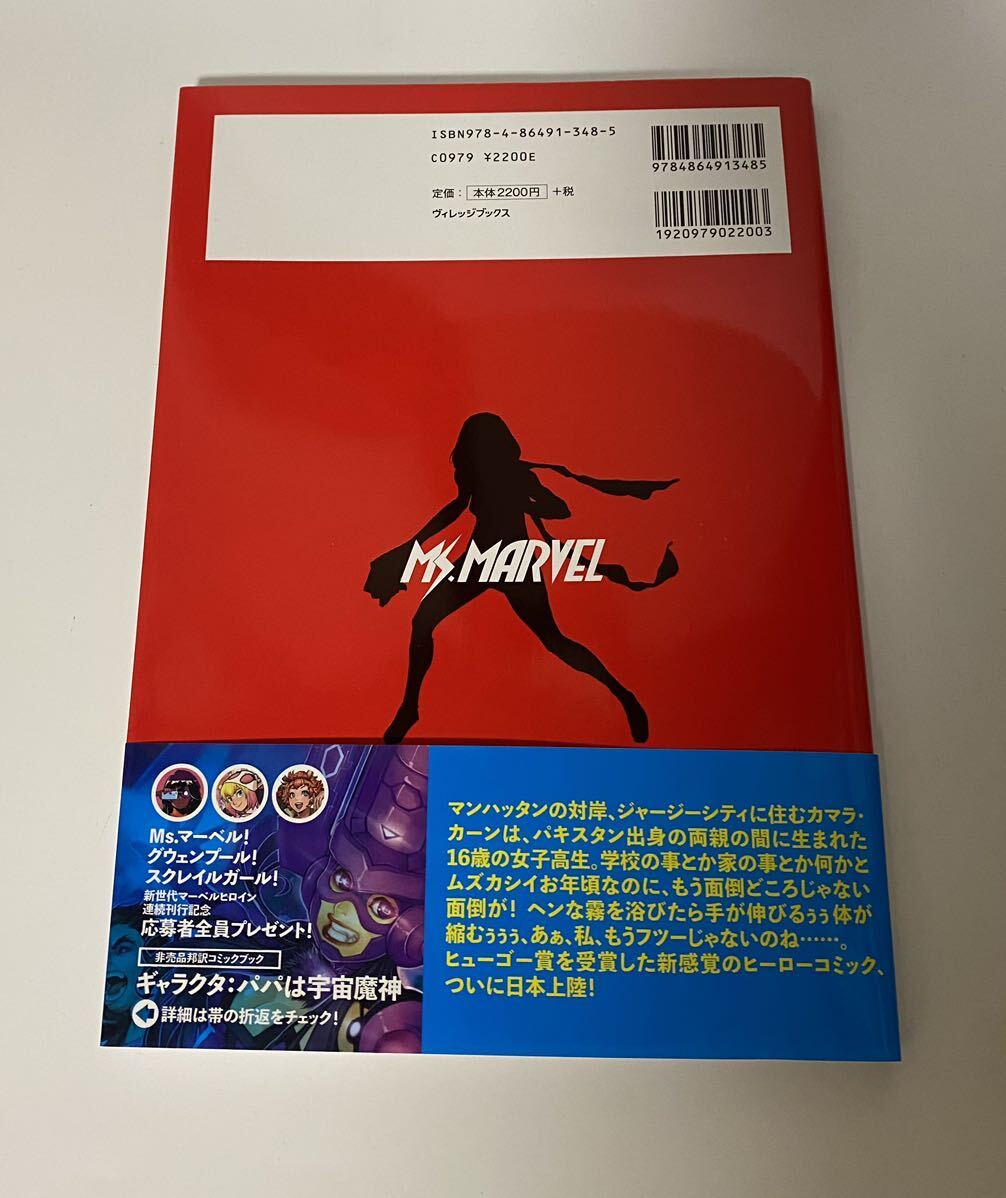 ISBN978-4-86491-348-5
C0979 ¥2200E
定価：本体2200円＋税
ヴィレッジブックス
9784864913485
1920979022003
MS. MARVEL
Ms.マーベル！
グウェンプール！
スクイレルガール！
新世代マーベルヒロイン
連続刊行記念
応募者全員プレゼント！
非売品邦訳コミックブック
ギャラクタ：パパは宇宙魔神
詳細は帯の折返をチェック！
マンハッタンの対岸、ジャージーシティに住むカマラ・
カーンは、パキスタン出身の両親の間に生まれた
16歳の女子高生。学校の事とか家の事とか何かと
ムズカシイお年頃なのに、もう面倒どころじゃない
面倒が！ ヘンな霧を浴びたら手が伸びるぅぅ体が
縮むぅぅぅ、あぁ、私、もうフツーじゃないのね……。
ヒューゴー賞を受賞した新感覚のヒーローコミック、
ついに日本上陸！